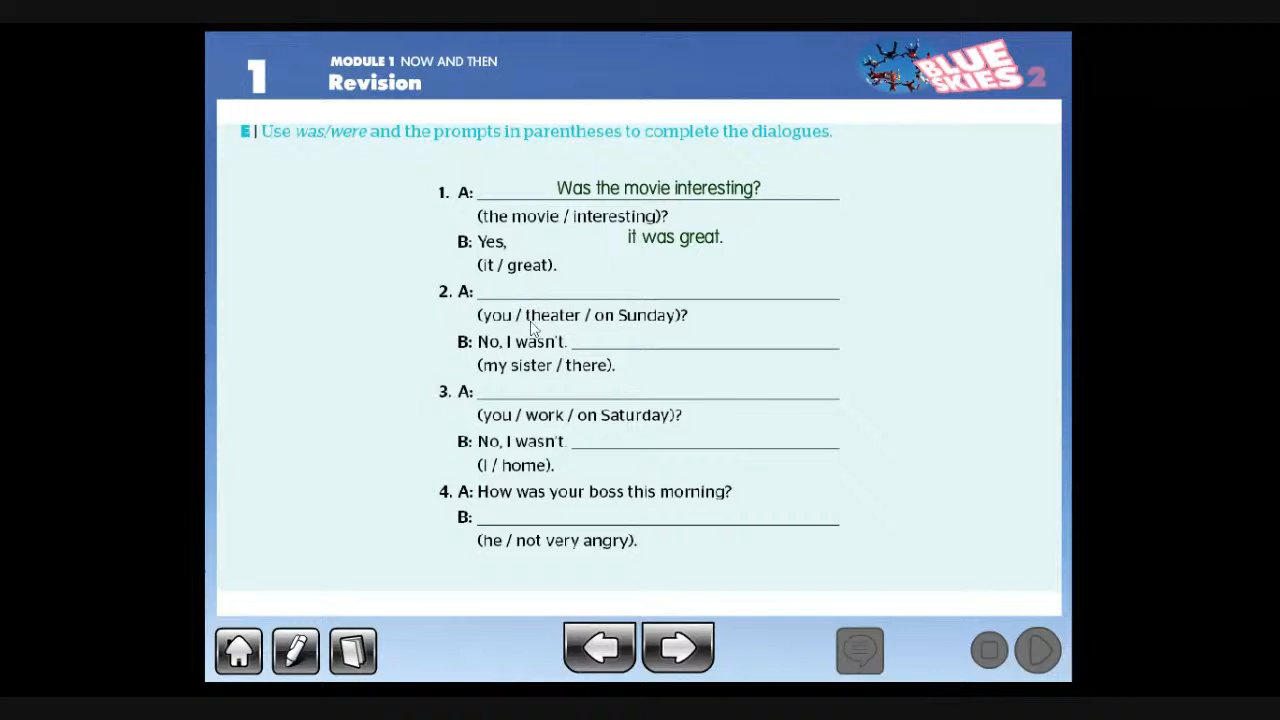 1
MODULE 1 NOW AND THEN
Revision
BLUE
SKIES 2
E | Use was/were and the prompts in parentheses to complete the dialogues.
1. A: Was the movie interesting?
(the movie / interesting)?
B: Yes, it was great.
(it / great).
2. A:
(you / theater / on Sunday)?
B: No, I wasn't.
(my sister / there).
3. A:
(you / work / on Saturday)?
B: No, I wasn't.
(I / home).
4. A: How was your boss this morning?
B:
(he / not very angry).